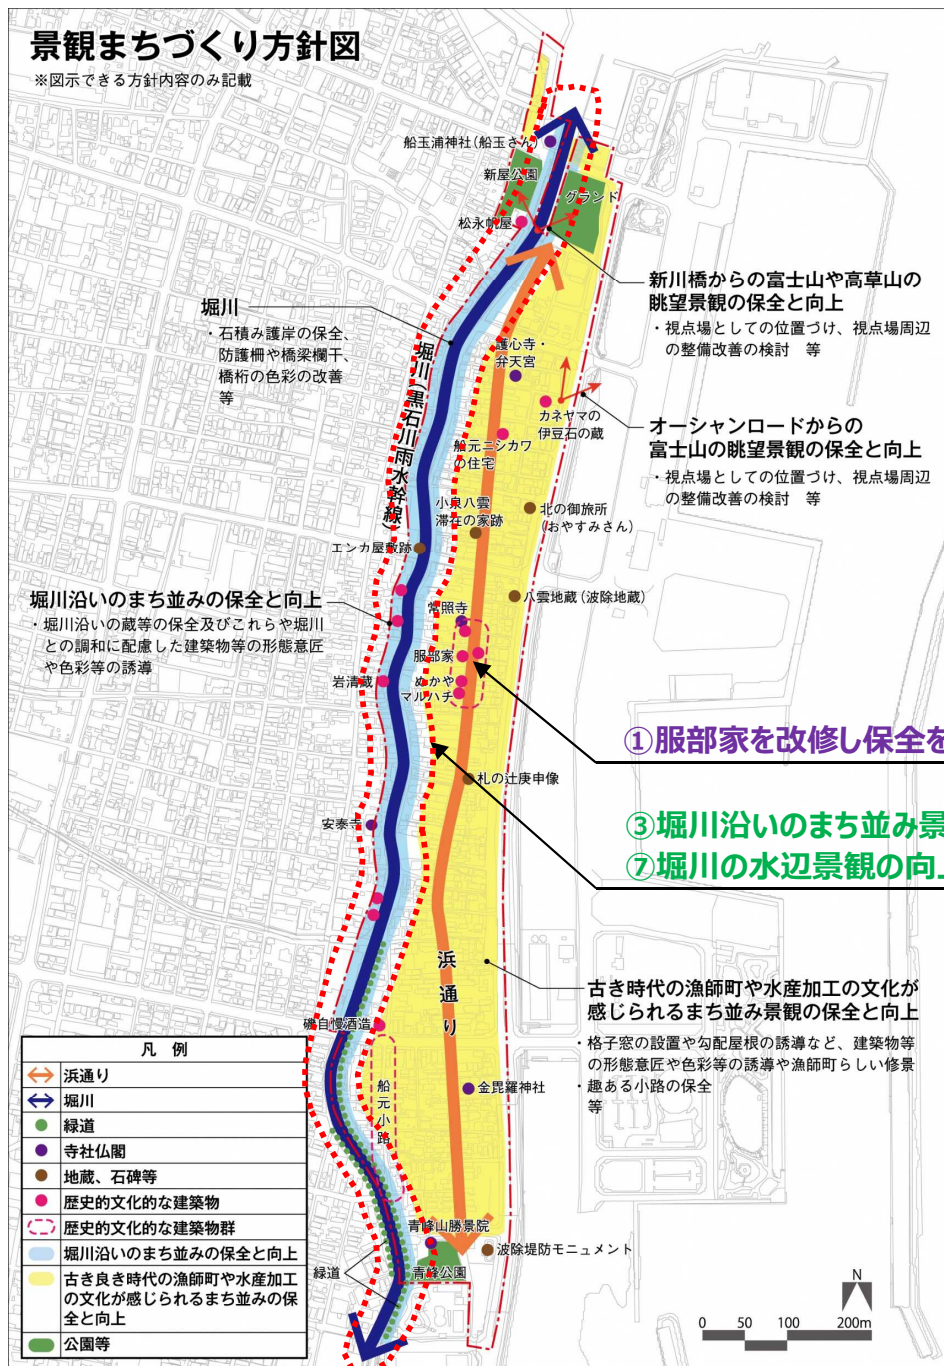 景観まちづくり方針図
※図示できる方針内容のみ記載
船玉浦神社(船玉さん)
新屋公園
グランド
松永帆屋
新川橋からの富士山や高草山の
眺望景観の保全と向上
・視点場としての位置づけ、視点場周辺
の整備改善の検討　等
堀川
・石積み護岸の保全、
防護柵や橋梁欄干、
橋桁の色彩の改善
等
堀川(黒石川雨水幹線)
護心寺・
弁天宮
カネヤマの
伊豆石の蔵
オーシャンロードからの
富士山の眺望景観の保全と向上
・視点場としての位置づけ、視点場周辺
の整備改善の検討　等
船元ニシカワ
の住宅
小泉八雲
滞在の家跡
北の御旅所
(おやすみさん)
エンカ屋敷跡
堀川沿いのまち並みの保全と向上
・堀川沿いの蔵等の保全及びこれらや堀川
との調和に配慮した建築物等の形態意匠
や色彩等の誘導
八雲地蔵(波除地蔵)
常照寺
服部家
岩清蔵
ぬかや
マルハチ
①服部家を改修し保全を
札の辻庚申像
③堀川沿いのまち並み景
⑦堀川の水辺景観の向上
安泰寺
浜通り
古き時代の漁師町や水産加工の文化が
感じられるまち並み景観の保全と向上
・格子窓の設置や勾配屋根の誘導など、建築物等
の形態意匠や色彩等の誘導や漁師町らしい修景
・趣ある小路の保全
等
磯自慢酒造
船元小路
金毘羅神社
青峰山勝景院
青峰公園
波除堤防モニュメント
緑道
凡 例
浜通り
堀川
緑道
寺社仏閣
地蔵、石碑等
歴史的文化的な建築物
歴史的文化的な建築物群
堀川沿いのまち並みの保全と向上
古き良き時代の漁師町や水産加工
の文化が感じられるまち並みの保
全と向上
公園等
N
0 50 100 200m